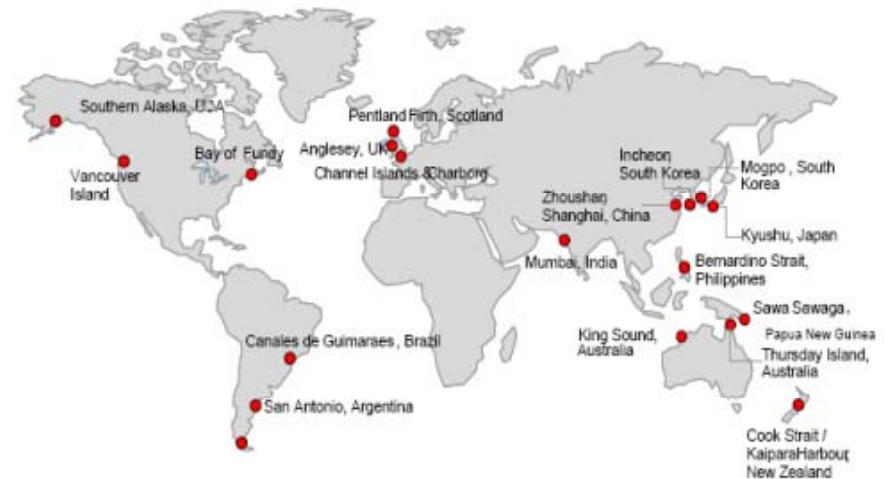 Southern Alaska, USA
Vancouver
Island
Bay of Fundy
Pentland Firth, Scotland
Anglesey, UK
Channel Islands &Charborg
Incheon,
South Korea
Mogpo , South
Korea
Zhoushan,
Shanghai, China
Kyushu, Japan
Mumbai, India
Bernardino Strait,
Philippines
Sawa Sawaga ,
Papua New Guinea
King Sound,
Australia
Thursday Island,
Australia
Canales de Guimaraes , Brazil
San Antonio, Argentina
Cook Strait /
KaiparaHarbour,
New Zealand